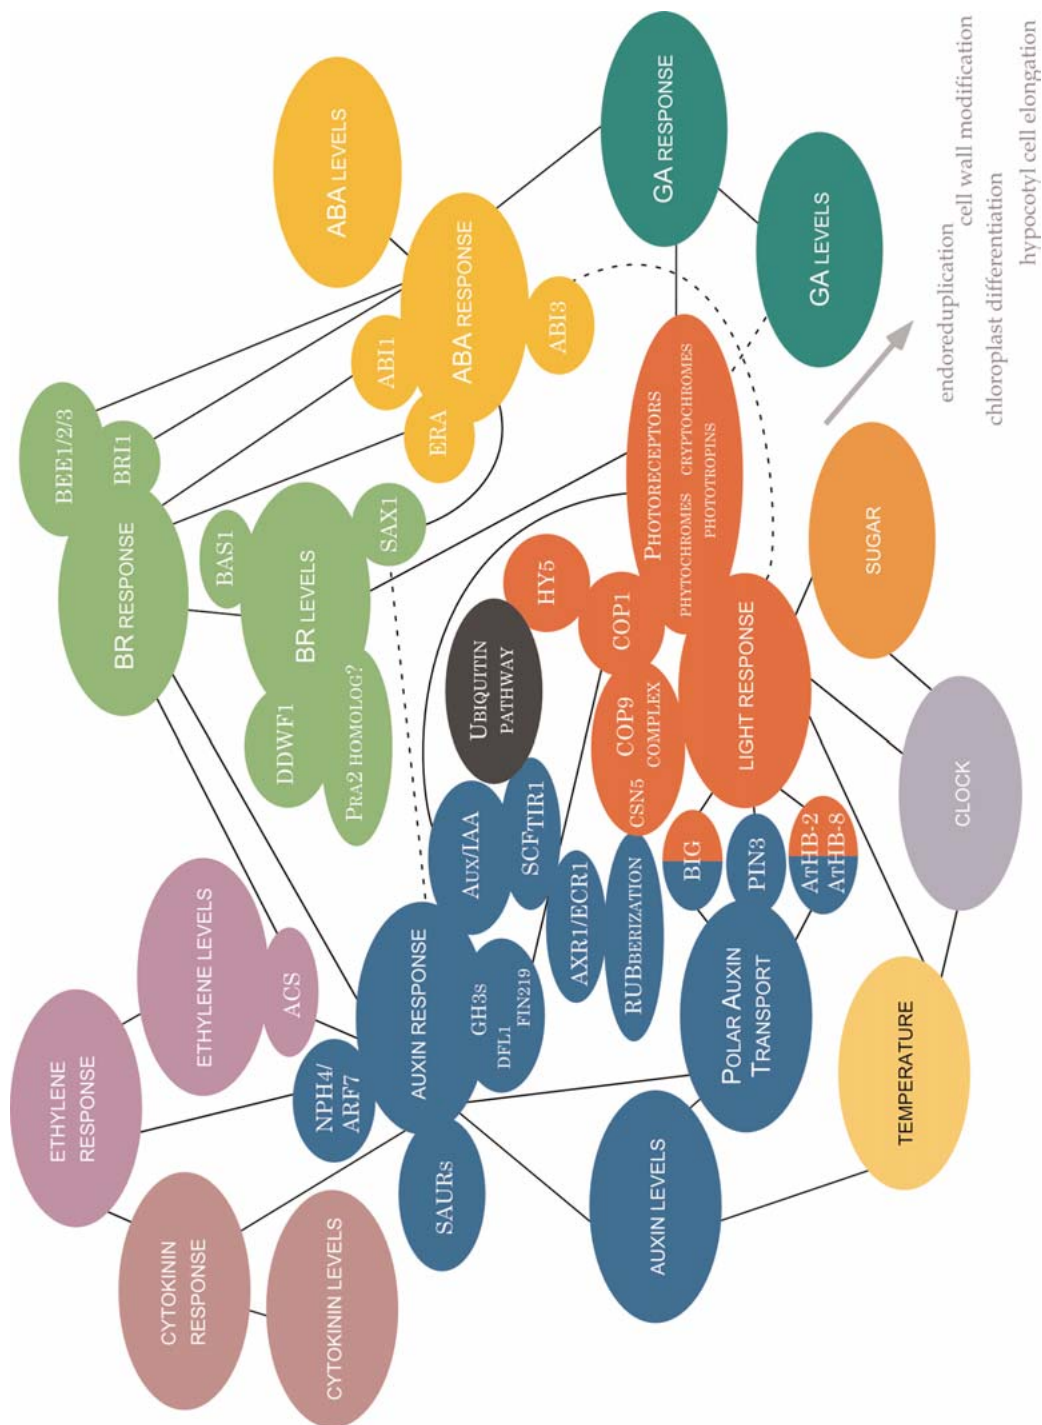 CYTOKININ
RESPONSE
CYTOKININ LEVELS
ETHYLENE
RESPONSE
ETHYLENE LEVELS
ACS
BR RESPONSE
BEE1/2/3
BRI1
BAS1
BR LEVELS
DDWF1
PRA2 HOMOLOG?
SAX1
ABA LEVELS
ABI1
ERA
ABA RESPONSE
ABI3
NPH4/
ARF7
SAURS
AUXIN RESPONSE
GH3S
DFL1
FIN219
AUX/IAA
SCFTIR1
UBIQUITIN
PATHWAY
AXR1/ECR1
RUBBERIZATION
HY5
COP1
COP9
COMPLEX
CSN5
PHOTORECEPTORS
PHYTOCHROMES CRYPTOCHROMES
PHOTOTROPINS
GA RESPONSE
GA LEVELS
AUXIN LEVELS
POLAR AUXIN
TRANSPORT
BIG
PIN3
ATHB-2
ATHB-8
LIGHT RESPONSE
TEMPERATURE
CLOCK
SUGAR
endoreduplication
cell wall modification
chloroplast differentiation
hypocotyl cell elongation